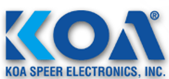 KOA®
KOA SPEER ELECTRONICS, INC.